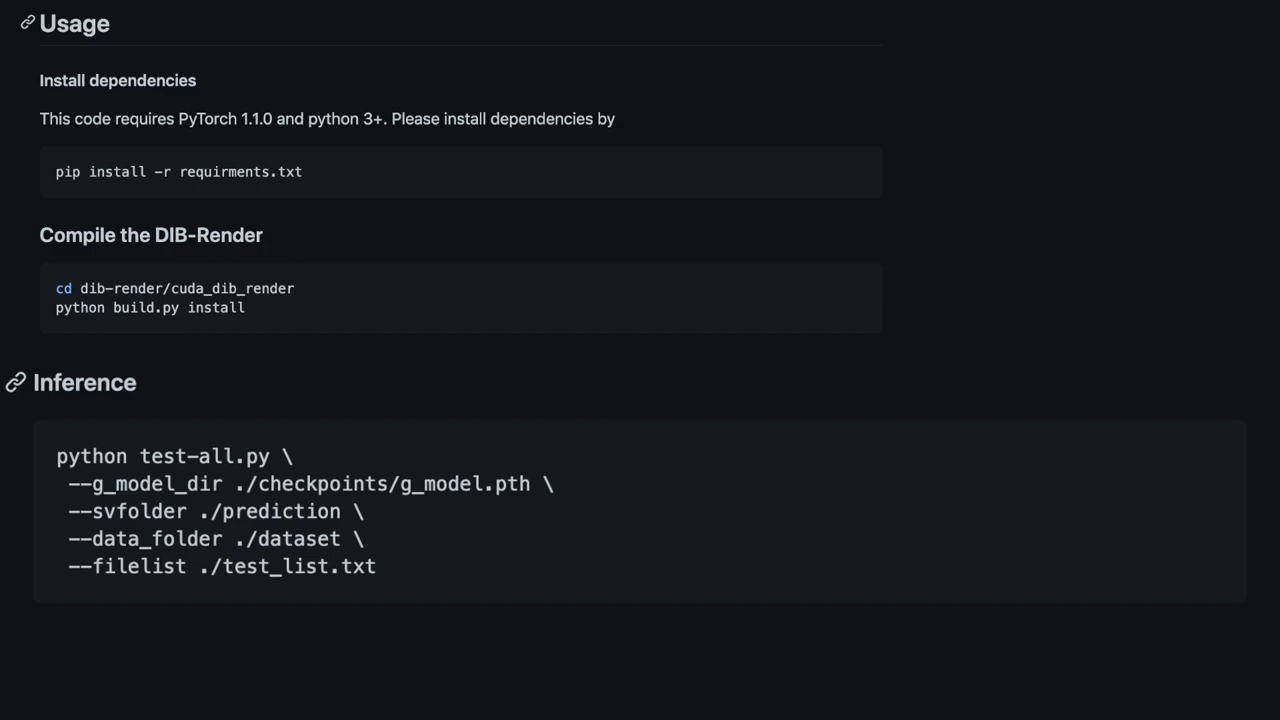 Usage
Install dependencies
This code requires PyTorch 1.1.0 and python 3+. Please install dependencies by
pip install -r requirments.txt
Compile the DIB-Render
cd dib-render/cuda_dib_render
python build.py install
Inference
python test-all.py \
--g_model_dir ./checkpoints/g_model.pth \
--svfolder ./prediction \
--data_folder ./dataset \
--filelist ./test_list.txt